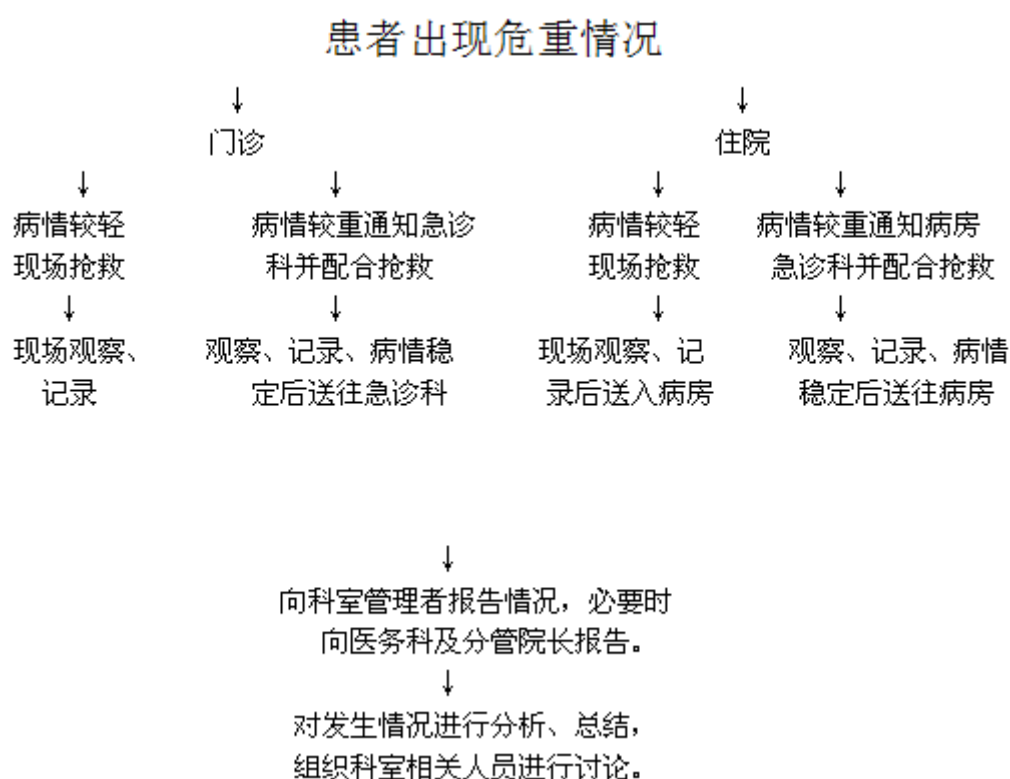 患者出现危重情况
↓ ↓
门诊 住院
↓ ↓ ↓ ↓
病情较轻 病情较重通知急诊 病情较轻 病情较重通知病房
现场抢救 科并配合抢救 现场抢救 急诊科并配合抢救
↓ ↓ ↓ ↓
现场观察、 观察、记录、病情稳 现场观察、记 观察、记录、病情
记录 定后送往急诊科 录后送入病房 稳定后送往病房
↓
向科室管理者报告情况，必要时
向医务科及分管院长报告。
↓
对发生情况进行分析、总结，
组织科室相关人员进行讨论。